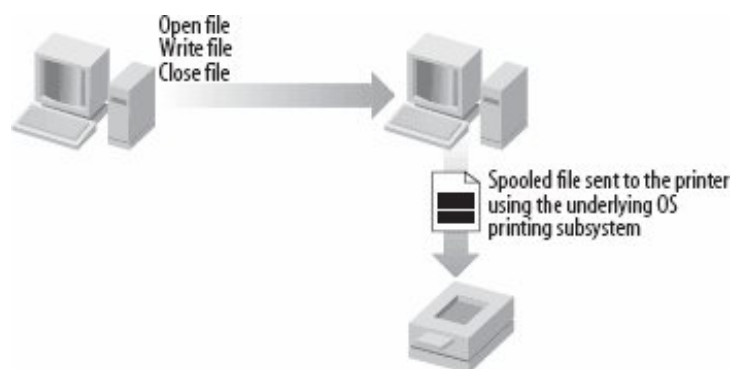 Open file
Write file
Close file
Spooled file sent to the printer
using the underlying OS
printing subsystem